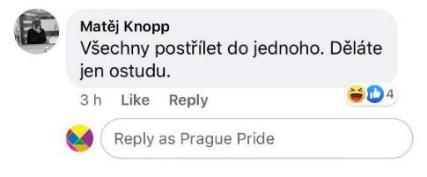 Matěj Knopp
Všechny postřílet do jednoho. Děláte
jen ostudu.
3 h Like Reply 4
Reply as Prague Pride